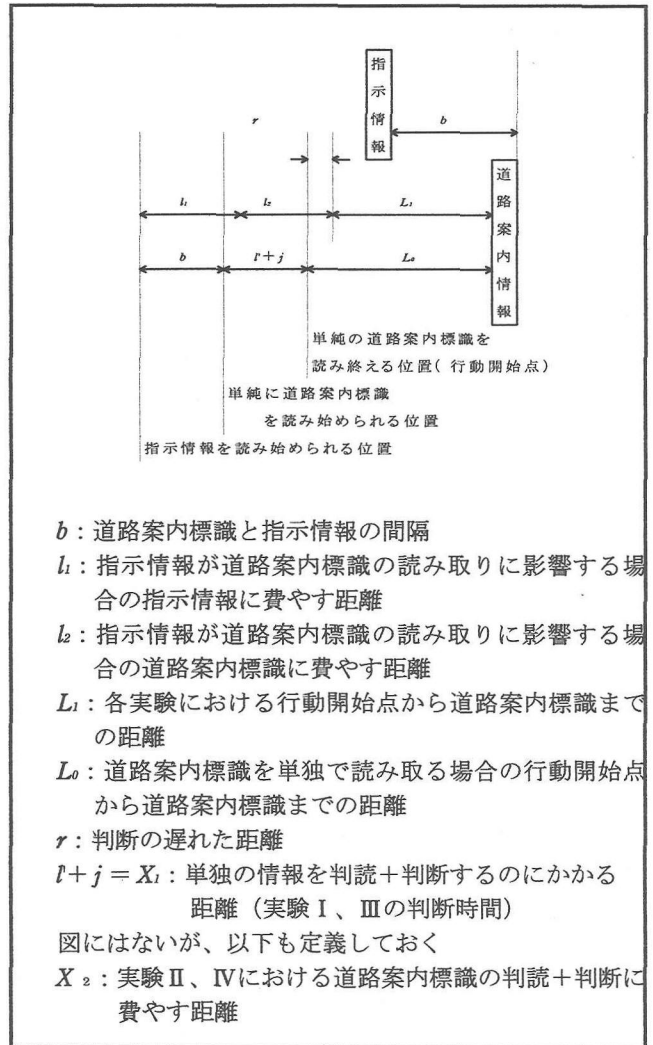 指示情報
r
b
道路案内情報
l₁ l₂ L₁
b l'+j L₀
単純の道路案内標識を
読み終える位置( 行動開始点)
単純に道路案内標識
を読み始められる位置
指示情報を読み始められる位置
b：道路案内標識と指示情報の間隔
l₁：指示情報が道路案内標識の読み取りに影響する場
合の指示情報に費やす距離
l₂：指示情報が道路案内標識の読み取りに影響する場
合の道路案内標識に費やす距離
L₁：各実験における行動開始点から道路案内標識まで
の距離
L₀：道路案内標識を単独で読み取る場合の行動開始点
から道路案内標識までの距離
r：判断の遅れた距離
l'+j＝X₁：単独の情報を判読＋判断するのにかかる
距離（実験Ⅰ、Ⅲの判断時間）
図にはないが、以下も定義しておく
X ₂：実験Ⅱ、Ⅳにおける道路案内標識の判読＋判断に
費やす距離